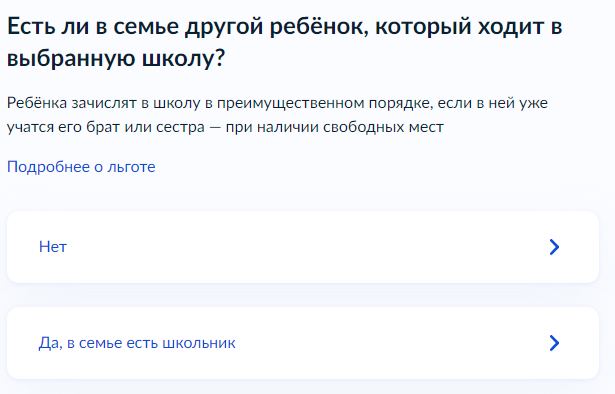 Есть ли в семье другой ребёнок, который ходит в
выбранную школу?
Ребёнка зачислят в школу в преимущественном порядке, если в ней уже
учатся его брат или сестра — при наличии свободных мест
Подробнее о льготе
Нет
Да, в семье есть школьник